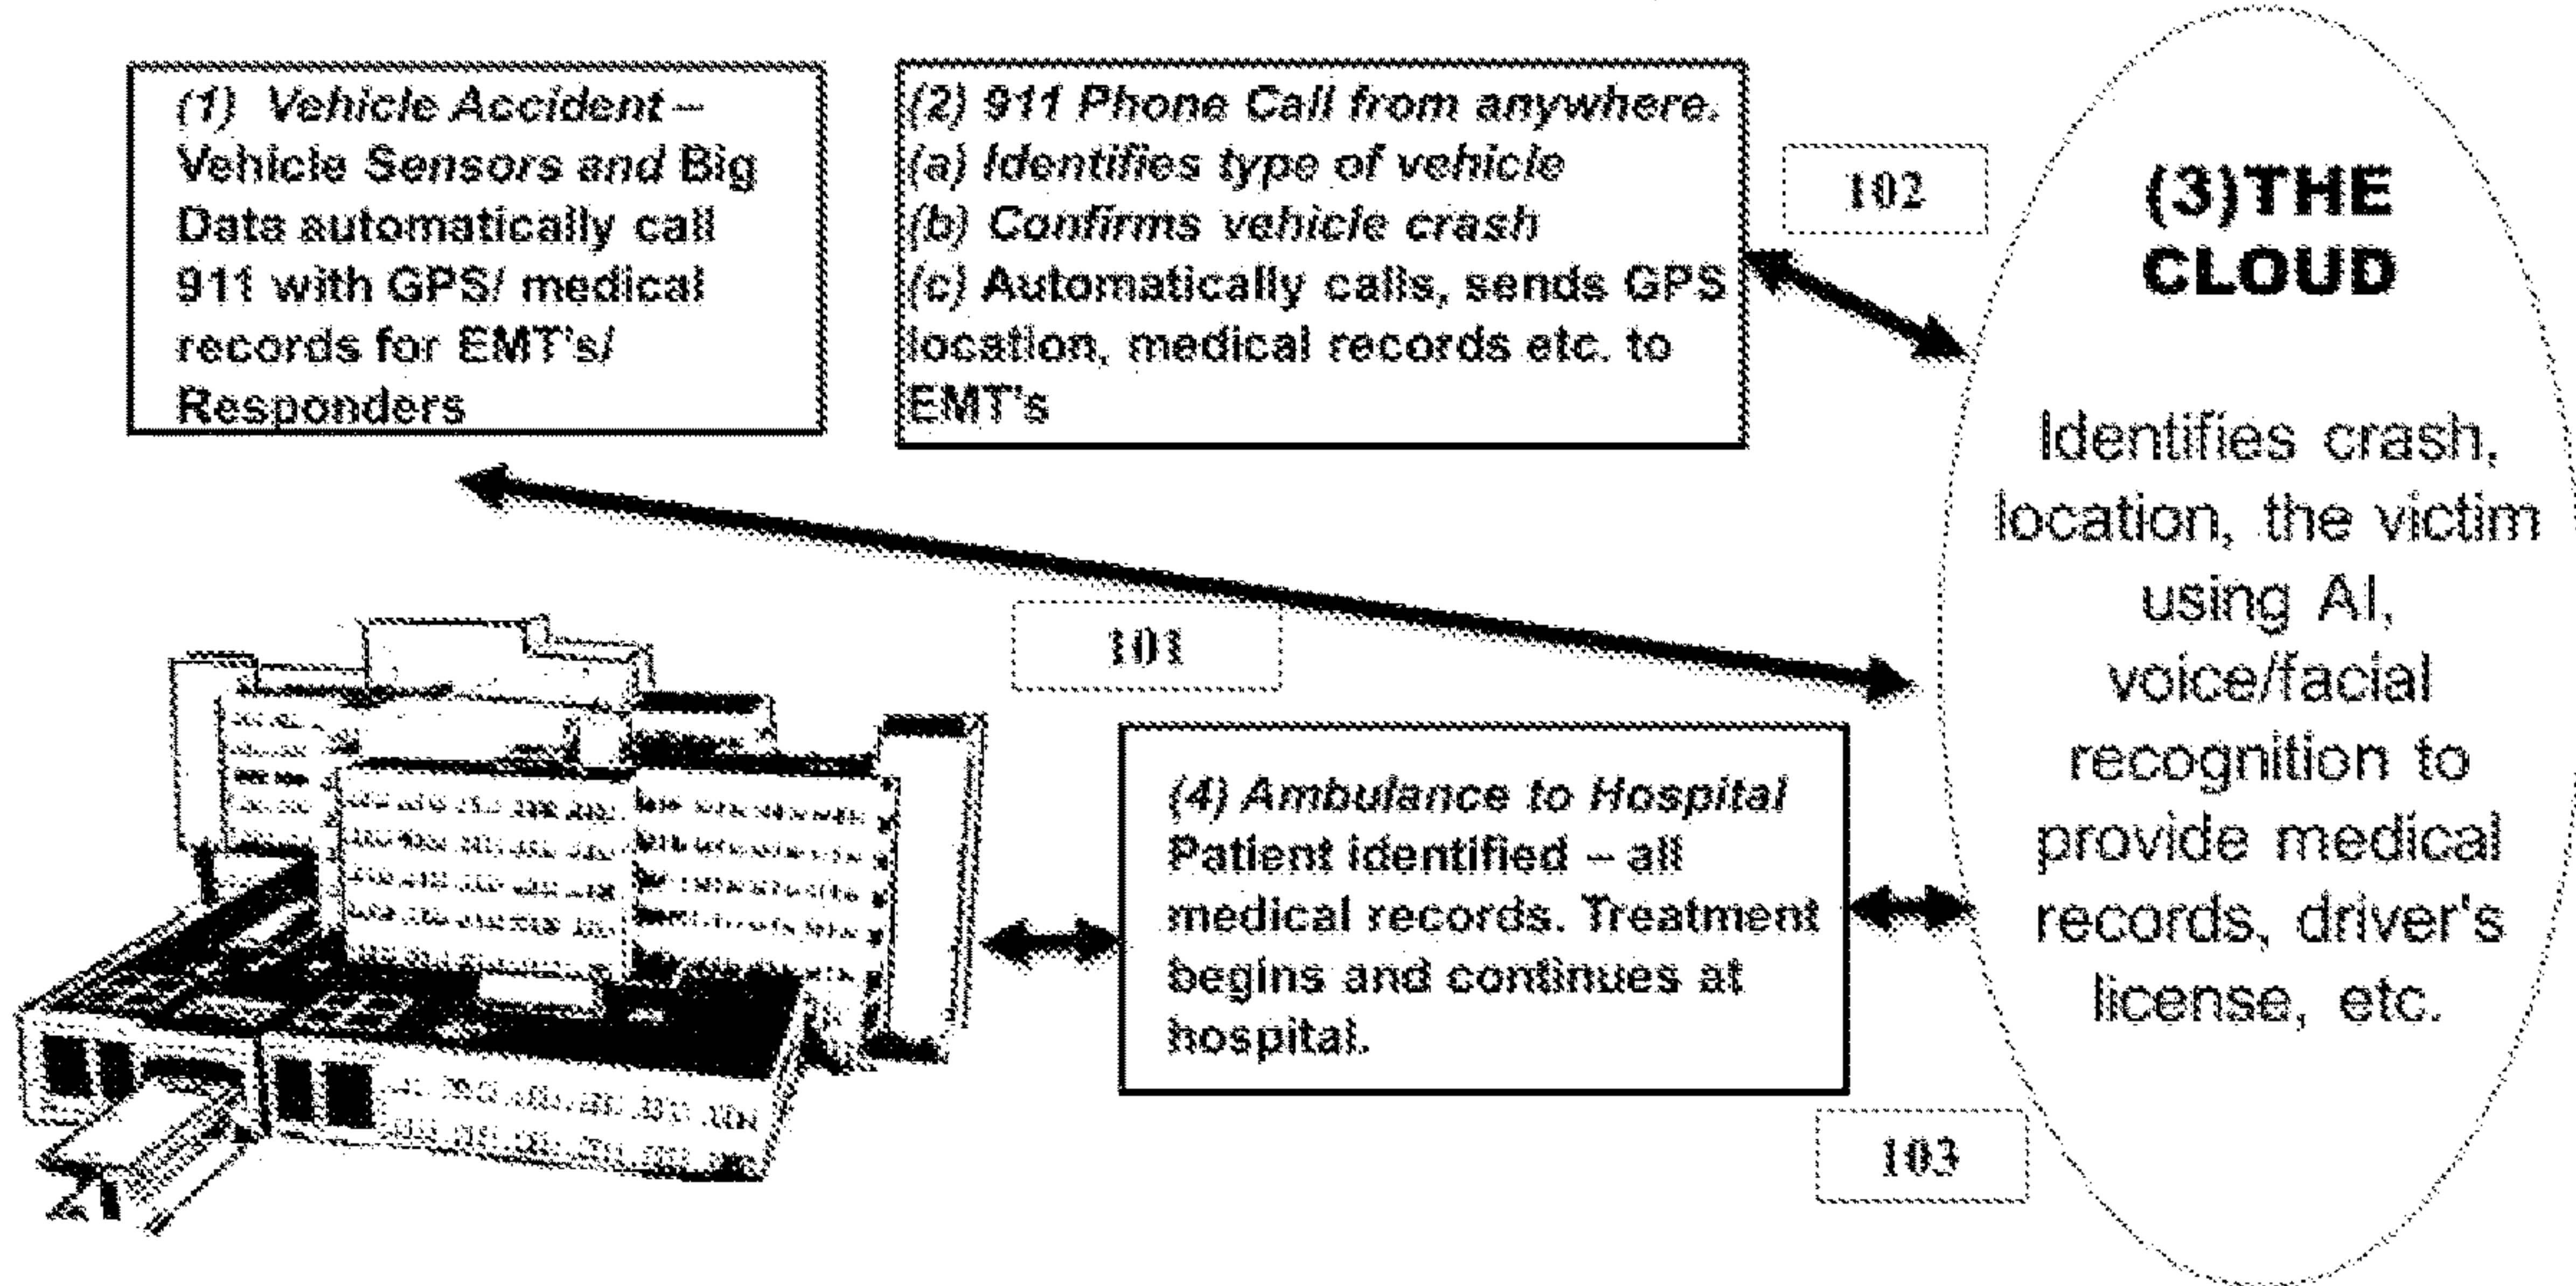 (1) Vehicle Accident –
Vehicle Sensors and Big
Data automatically call
911 with GPS/ medical
records for EMT's/
Responders
(2) 911 Phone Call from anywhere.
(a) Identifies type of vehicle
(b) Confirms vehicle crash
(c) Automatically calls, sends GPS
location, medical records etc. to
EMT's
102
(3)THE
CLOUD
Identifies crash,
location, the victim
using AI,
voice/facial
recognition to
provide medical
records, driver's
license, etc.
101
(4) Ambulance to Hospital
Patient identified – all
medical records. Treatment
begins and continues at
hospital.
103